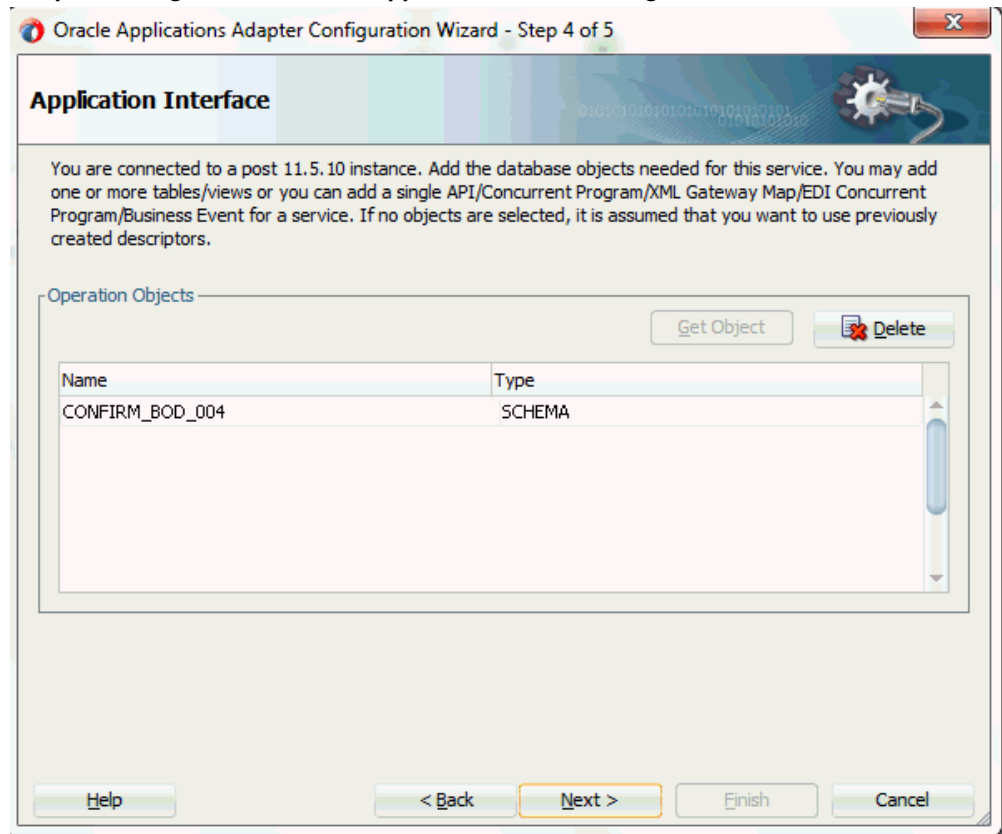 Oracle Applications Adapter Configuration Wizard - Step 4 of 5
Application Interface
You are connected to a post 11.5.10 instance. Add the database objects needed for this service. You may add
one or more tables/views or you can add a single API/Concurrent Program/XML Gateway Map/EDI Concurrent
Program/Business Event for a service. If no objects are selected, it is assumed that you want to use previously
created descriptors.
Operation Objects
Get Object Delete
Name Type
CONFIRM_BOD_004 SCHEMA
Help < Back Next > Finish Cancel